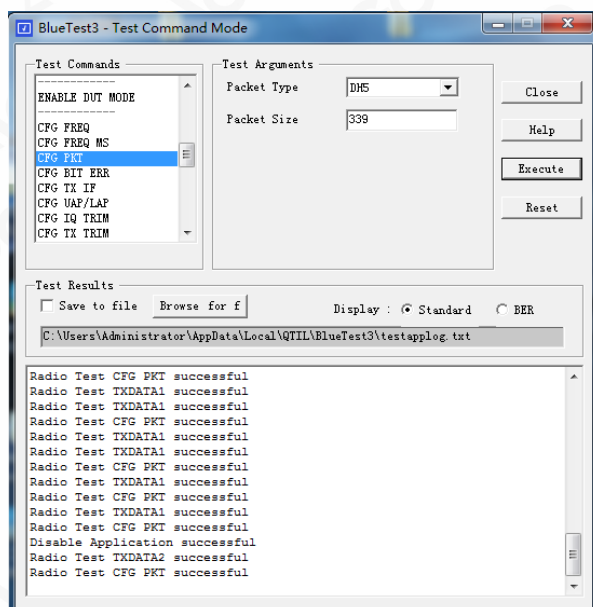 BlueTest3 - Test Command Mode
Test Commands
------------
ENABLE DUT MODE
------------
CFG FREQ
CFG FREQ MS
CFG PKT
CFG BIT ERR
CFG TX IF
CFG UAP/LAP
CFG IQ TRIM
CFG TX TRIM
Test Arguments
Packet Type DH5
Packet Size 339
Close
Help
Execute
Reset
Test Results
Save to file Browse for f Display : Standard BER
C:\Users\Administrator\AppData\Local\QTIL\BlueTest3\testapplog.txt
Radio Test CFG PKT successful
Radio Test TXDATA1 successful
Radio Test TXDATA1 successful
Radio Test CFG PKT successful
Radio Test TXDATA1 successful
Radio Test TXDATA1 successful
Radio Test CFG PKT successful
Radio Test TXDATA1 successful
Radio Test CFG PKT successful
Radio Test TXDATA1 successful
Radio Test CFG PKT successful
Disable Application successful
Radio Test TXDATA2 successful
Radio Test CFG PKT successful